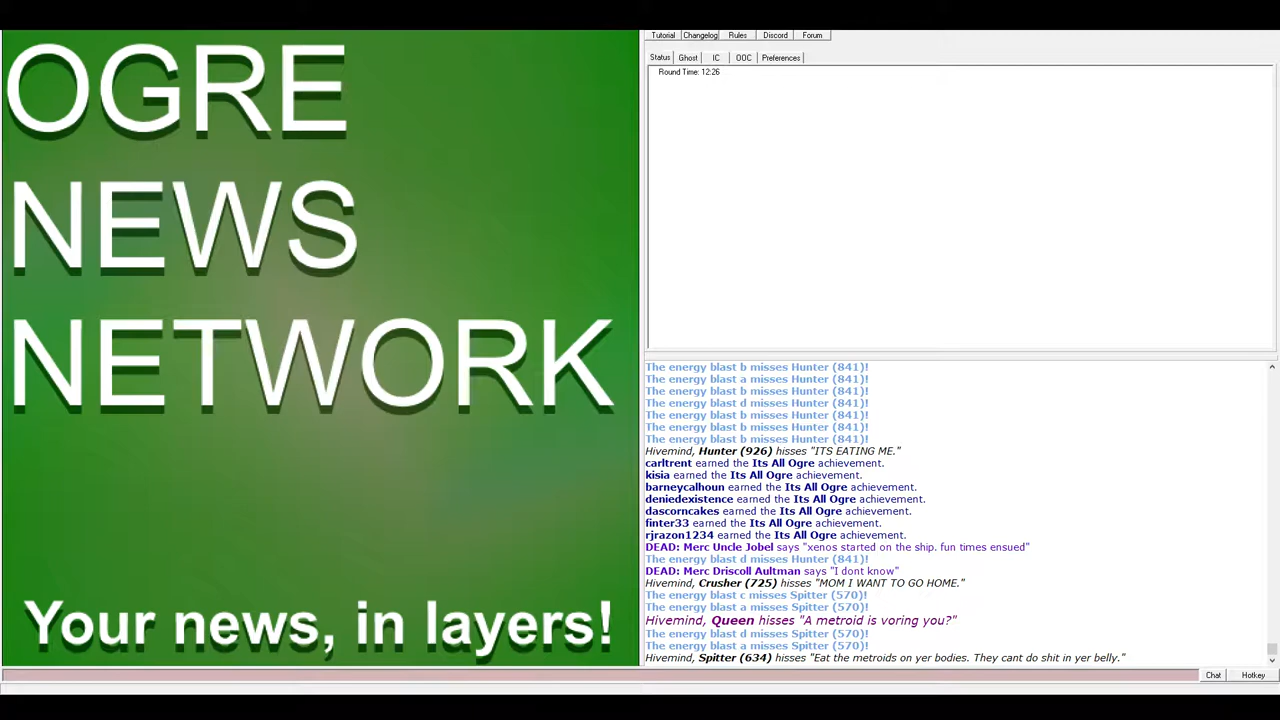 OGRE
NEWS
NETWORK
Your news, in layers!
Tutorial Changelog Rules Discord Forum
Status Ghost IC OOC Preferences
Round Time: 12:26
The energy blast b misses Hunter (841)!
The energy blast a misses Hunter (841)!
The energy blast b misses Hunter (841)!
The energy blast d misses Hunter (841)!
The energy blast b misses Hunter (841)!
The energy blast b misses Hunter (841)!
The energy blast b misses Hunter (841)!
Hivemind, Hunter (926) hisses "ITS EATING ME."
carltrent earned the Its All Ogre achievement.
kisia earned the Its All Ogre achievement.
barneycalhoun earned the Its All Ogre achievement.
deniedexistence earned the Its All Ogre achievement.
dascorncakes earned the Its All Ogre achievement.
finter33 earned the Its All Ogre achievement.
rjrazon1234 earned the Its All Ogre achievement.
DEAD: Merc Uncle Jobel says "xenos started on the ship. fun times ensued"
The energy blast d misses Hunter (841)!
DEAD: Merc Driscoll Aultman says "I dont know"
Hivemind, Crusher (725) hisses "MOM I WANT TO GO HOME."
The energy blast c misses Spitter (570)!
The energy blast a misses Spitter (570)!
Hivemind, Queen hisses "A metroid is voring you?"
The energy blast d misses Spitter (570)!
The energy blast a misses Spitter (570)!
Hivemind, Spitter (634) hisses "Eat the metroids on yer bodies. They cant do shit in yer belly."
Chat Hotkey